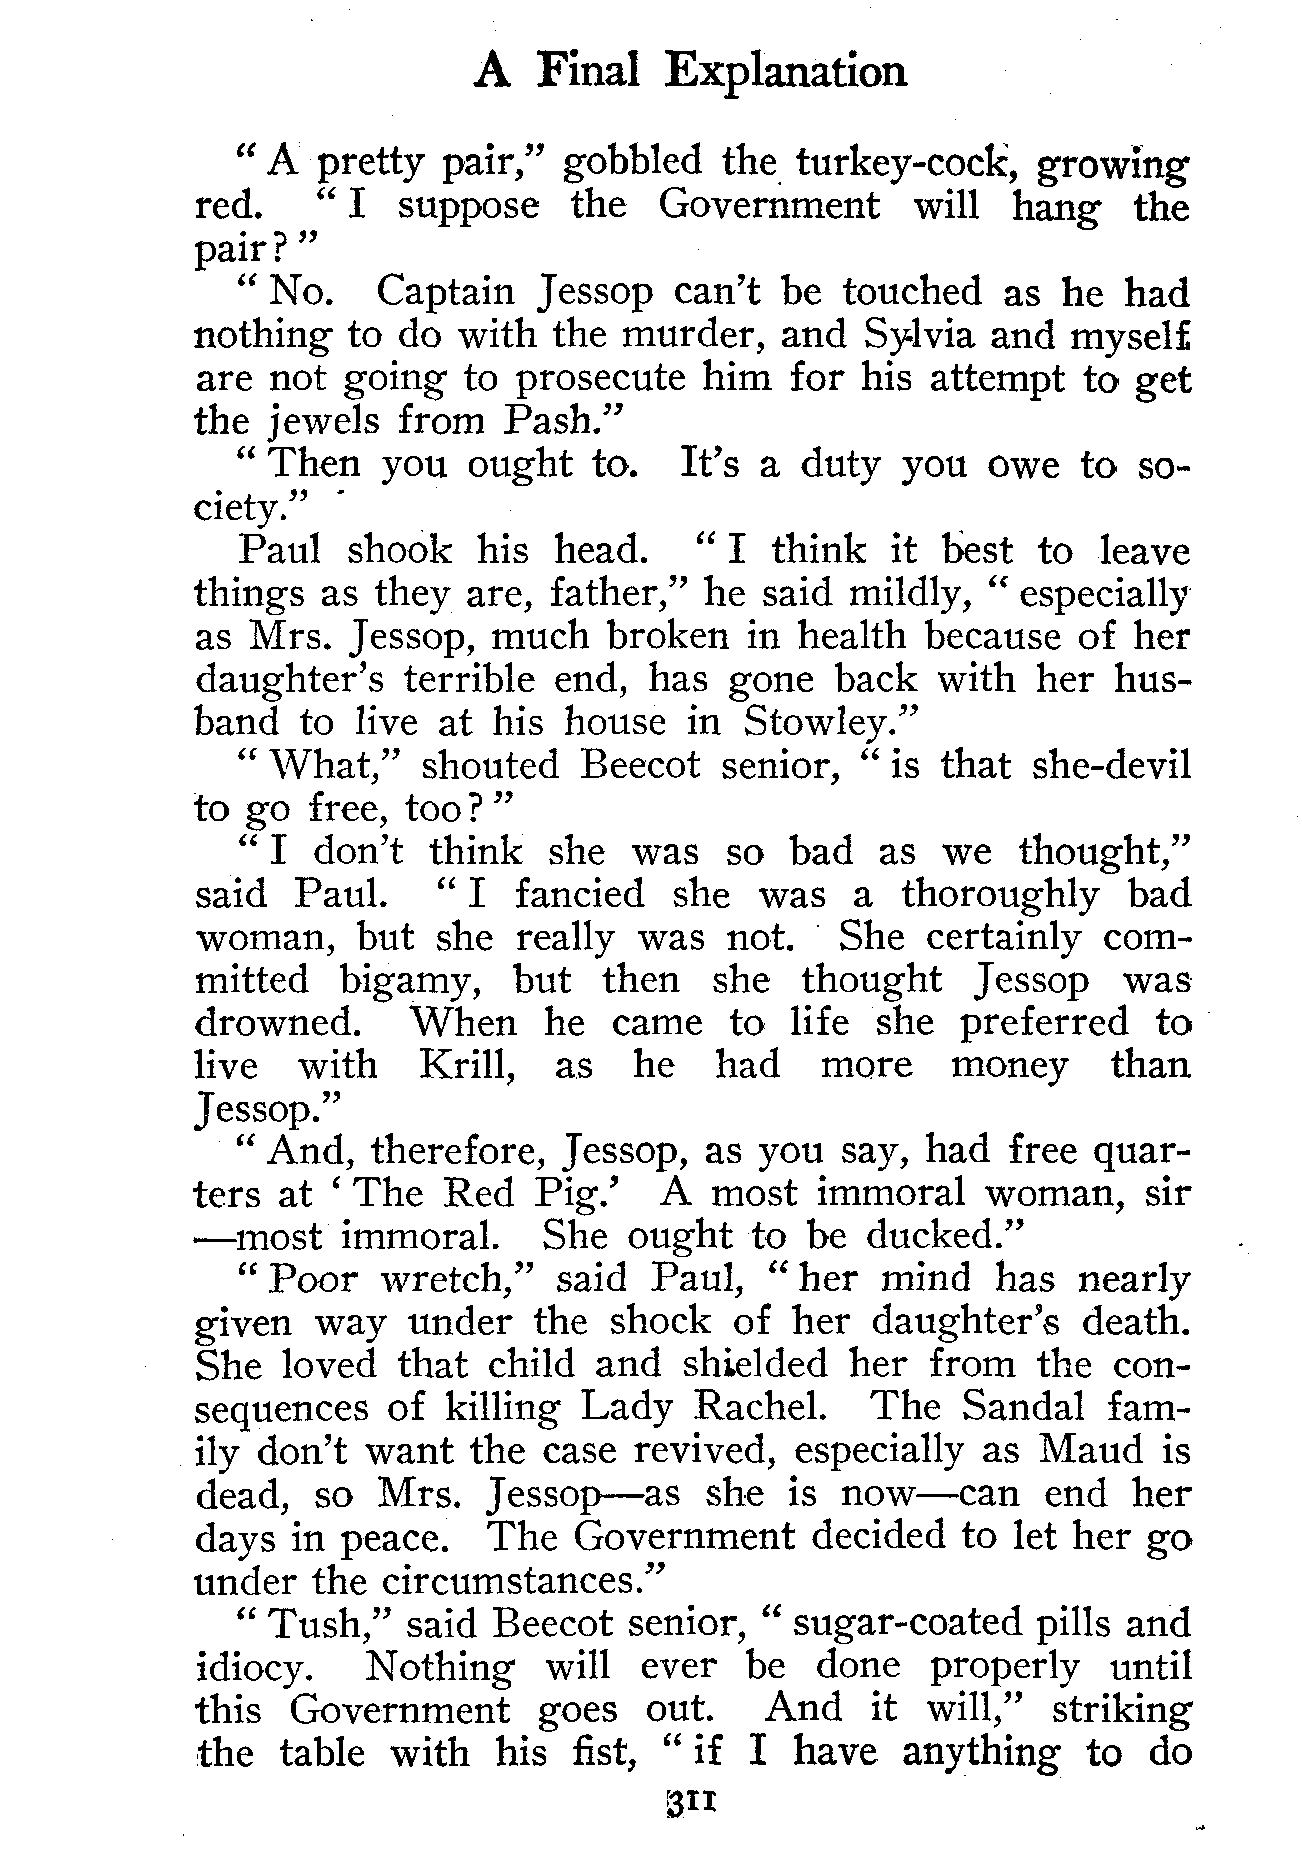 A Final Explanation
“ A pretty pair,” gobbled the turkey-cock, growing
red. “ I suppose the Government will hang the
pair? ”
“ No. Captain Jessop can’t be touched as he had
nothing to do with the murder, and Sylvia and myself
are not going to prosecute him for his attempt to get
the jewels from Pash.”
“ Then you ought to. It’s a duty you owe to so-
ciety.”
Paul shook his head. “ I think it best to leave
things as they are, father,” he said mildly, “ especially
as Mrs. Jessop, much broken in health because of her
daughter’s terrible end, has gone back with her hus-
band to live at his house in Stowley.”
“ What,” shouted Beecot senior, “ is that she-devil
to go free, too? ”
“ I don’t think she was so bad as we thought,”
said Paul. “ I fancied she was a thoroughly bad
woman, but she really was not. She certainly com-
mitted bigamy, but then she thought Jessop was
drowned. When he came to life she preferred to
live with Krill, as he had more money than
Jessop.”
“ And, therefore, Jessop, as you say, had free quar-
ters at ‘ The Red Pig.’ A most immoral woman, sir
—most immoral. She ought to be ducked.”
“ Poor wretch,” said Paul, “ her mind has nearly
given way under the shock of her daughter’s death.
She loved that child and shielded her from the con-
sequences of killing Lady Rachel. The Sandal fam-
ily don’t want the case revived, especially as Maud is
dead, so Mrs. Jessop—as she is now—can end her
days in peace. The Government decided to let her go
under the circumstances.”
“ Tush,” said Beecot senior, “ sugar-coated pills and
idiocy. Nothing will ever be done properly until
this Government goes out. And it will,” striking
the table with his fist, “ if I have anything to do
311